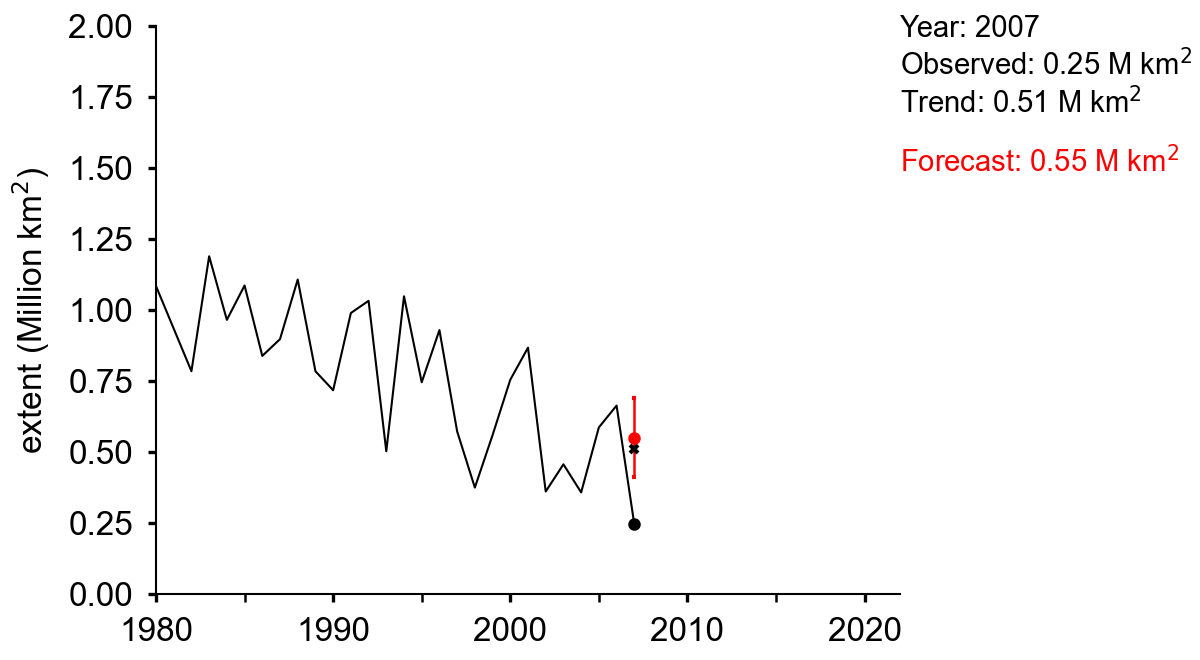 2.00
1.75
1.50
1.25
1.00
0.75
0.50
0.25
0.00
extent (Million km²)
1980 1990 2000 2010 2020
Year: 2007
Observed: 0.25 M km²
Trend: 0.51 M km²
Forecast: 0.55 M km²